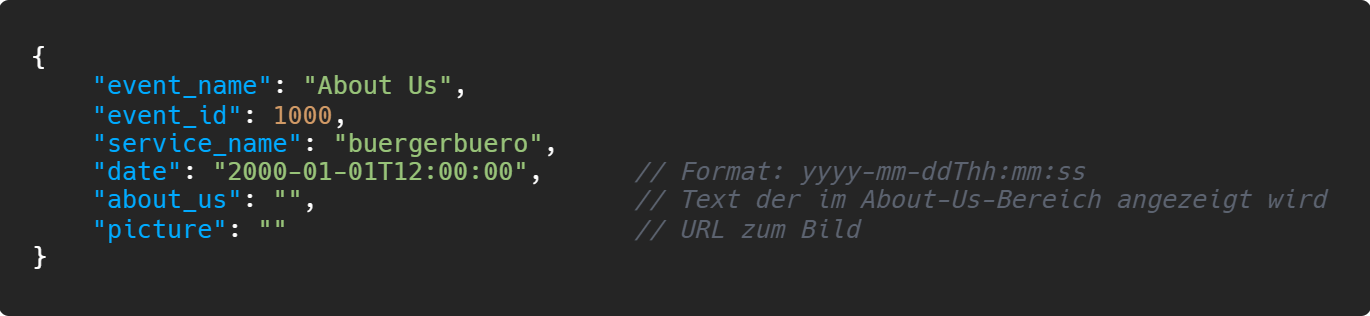 {
    "event_name": "About Us",
    "event_id": 1000,
    "service_name": "buergerbuero",
    "date": "2000-01-01T12:00:00",      // Format: yyyy-mm-ddThh:mm:ss
    "about_us": "",                     // Text der im About-Us-Bereich angezeigt wird
    "picture": ""                       // URL zum Bild
}